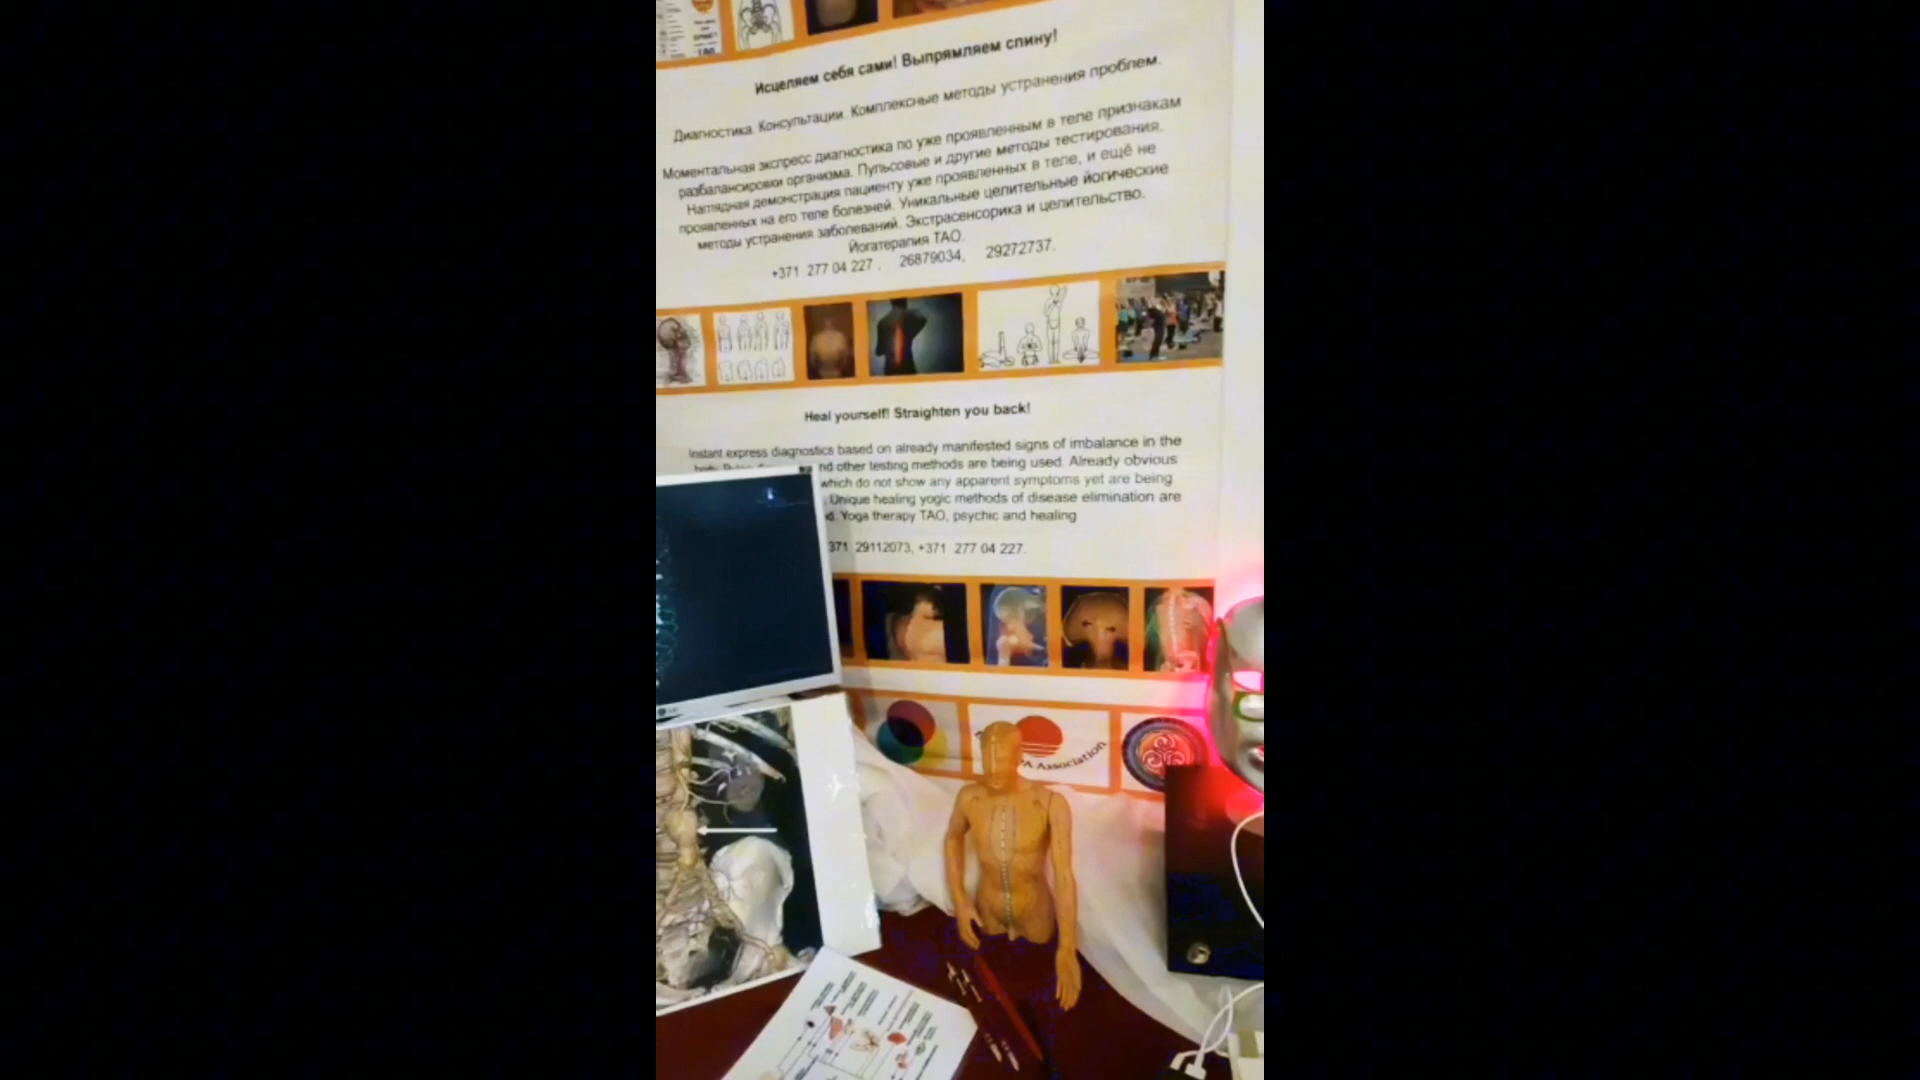 Исцеляем себя сами! Выпрямляем спину!
Диагностика. Консультации. Комплексные методы устранения проблем.
Моментальная экспресс диагностика по уже проявленным в теле признакам
разбалансировки организма. Пульсовые и другие методы тестирования.
Наглядная демонстрация пациенту уже проявленных в теле, и ещё не
проявленных на его теле болезней. Уникальные целительные йогические
методы устранения заболеваний. Экстрасенсорика и целительство.
Йогатерапия ТАО.
+371 277 04 227, 26879034, 29272737.
Heal yourself! Straighten you back!
Instant express diagnostics based on already manifested signs of imbalance in the
body. nd other testing methods are being used. Already obvious
which do not show any apparent symptoms yet are being
Unique healing yogic methods of disease elimination are
d. Yoga therapy TAO, psychic and healing
371 29112073, +371 277 04 227.
Association
LG